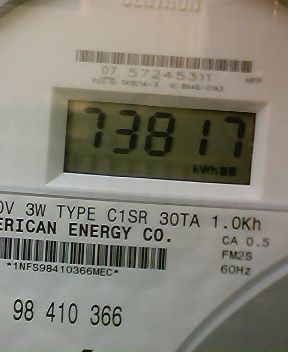 CENTRON
07 57245311
73817
kWh
0V 3W TYPE C1SR 30TA 1.0Kh
ERICAN ENERGY CO.
CA 0.5
FM2S
60Hz
*1NFS98410366MEC*
98 410 366